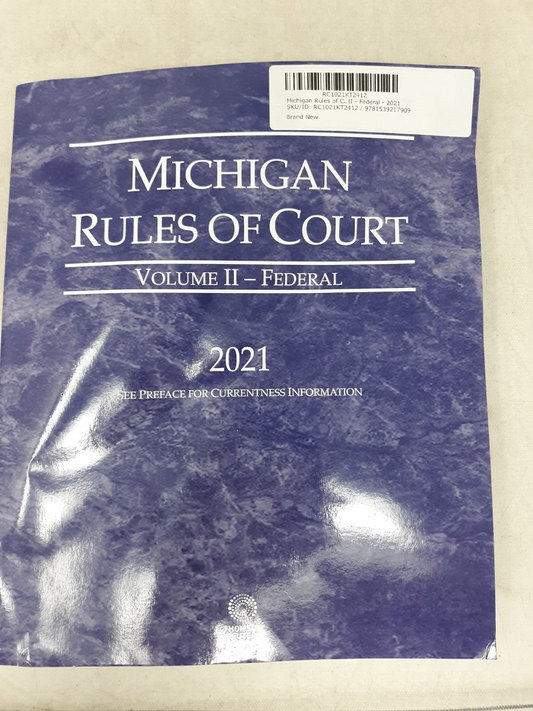 RC1021KT2412
Michigan Rules of C…II - Federal - 2021
SKU/ID: RC1021KT2412 / 9781539217909
Brand New
MICHIGAN
RULES OF COURT
VOLUME II – FEDERAL
2021
SEE PREFACE FOR CURRENTNESS INFORMATION